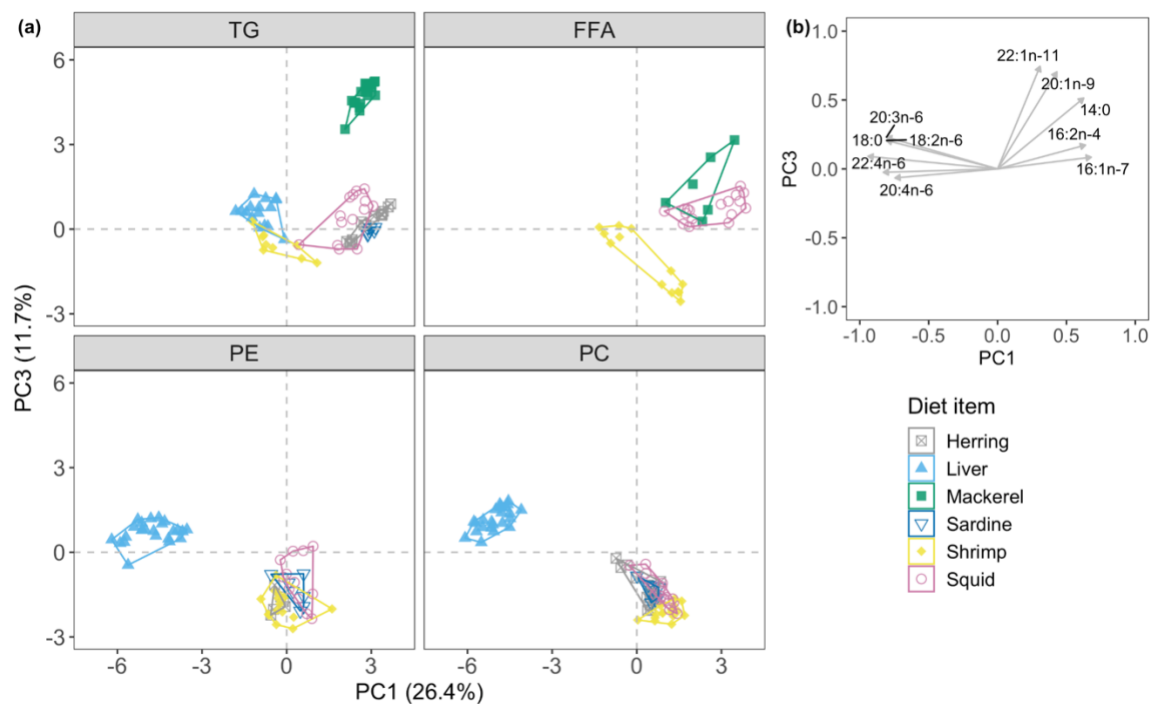 (a)
TG
FFA
6
3
0
-3
PE
PC
6
3
0
-3
-6
-3
0
3
-6
-3
0
3
PC3 (11.7%)
PC1 (26.4%)
(b)
1.0
0.5
0.0
-0.5
-1.0
22:1n-11
20:1n-9
14:0
20:3n-6
16:2n-4
18:0
18:2n-6
22:4n-6
16:1n-7
20:4n-6
PC3
-1.0
-0.5
0.0
0.5
1.0
PC1
Diet item
Herring
Liver
Mackerel
Sardine
Shrimp
Squid